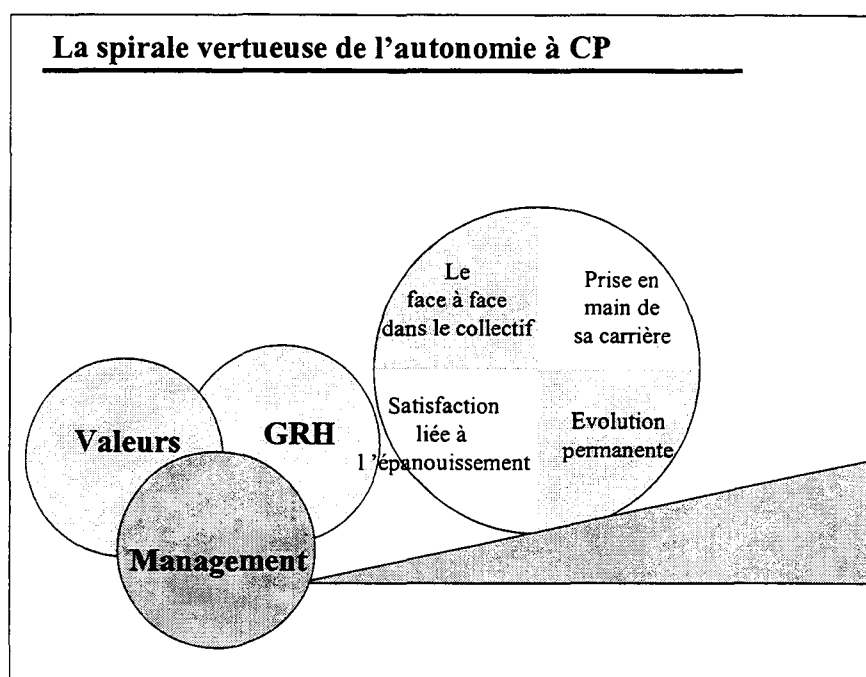 La spirale vertueuse de l'autonomie à CP
Le
face à face
dans le collectif
Prise en
main de
sa carrière
Satisfaction
liée à
l 'épanouissement
Evolution
permanente
Valeurs
GRH
Management